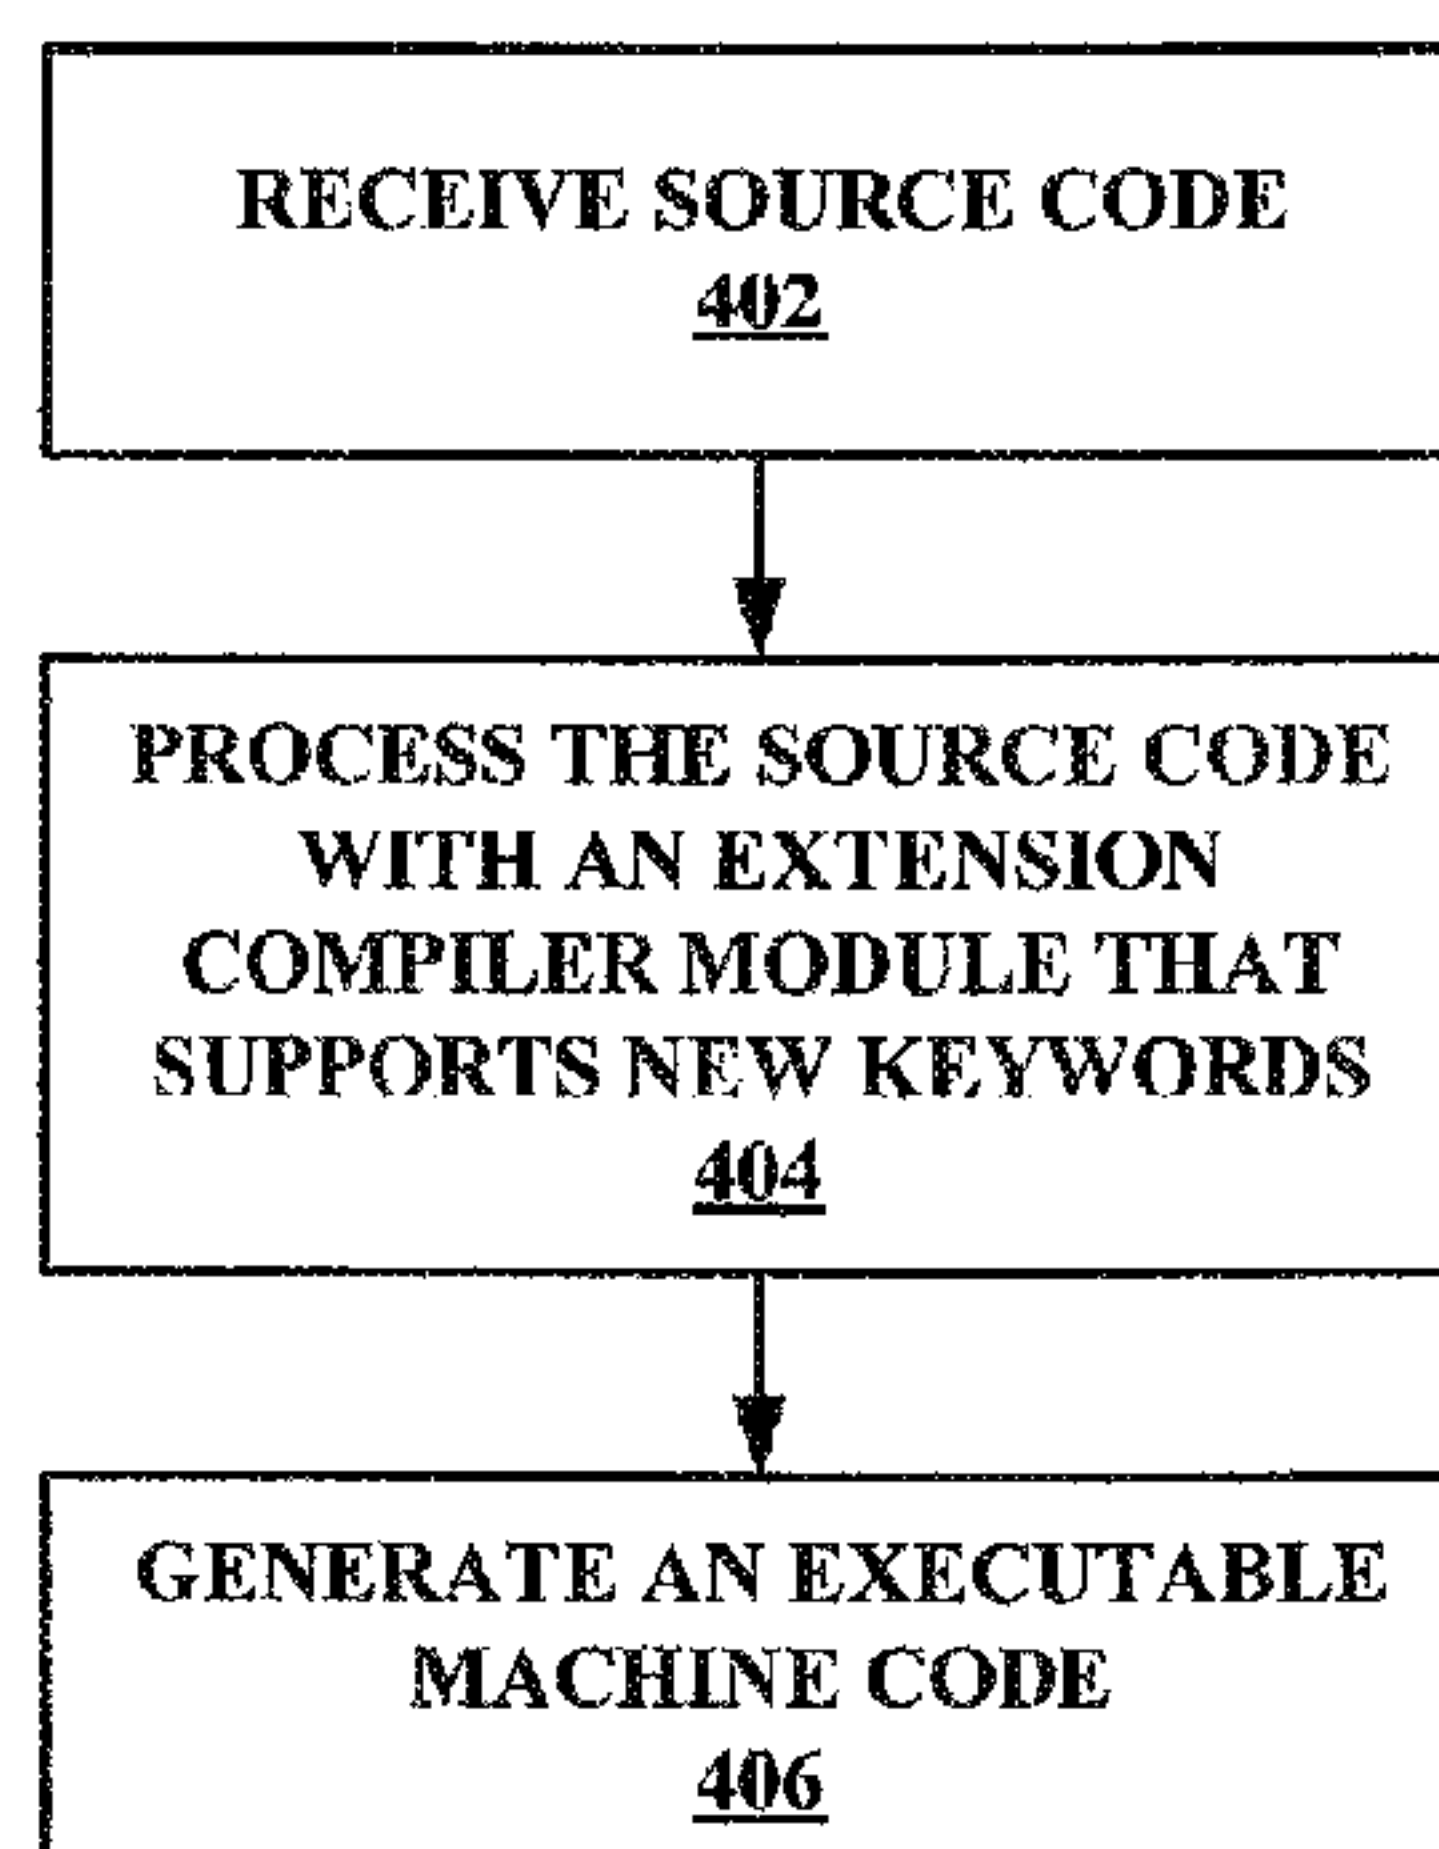 RECEIVE SOURCE CODE
402
PROCESS THE SOURCE CODE
WITH AN EXTENSION
COMPILER MODULE THAT
SUPPORTS NEW KEYWORDS
404
GENERATE AN EXECUTABLE
MACHINE CODE
406